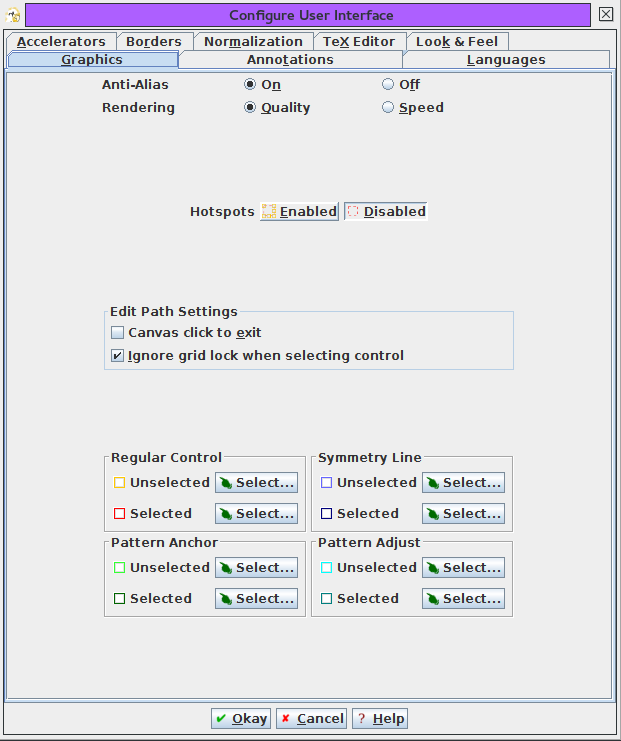 Configure User Interface
Accelerators Borders Normalization TeX Editor Look & Feel
Graphics Annotations Languages
Anti-Alias On Off
Rendering Quality Speed
Hotspots Enabled Disabled
Edit Path Settings
Canvas click to exit
Ignore grid lock when selecting control
Regular Control Symmetry Line
Unselected Select... Unselected Select...
Selected Select... Selected Select...
Pattern Anchor Pattern Adjust
Unselected Select... Unselected Select...
Selected Select... Selected Select...
Okay Cancel ? Help